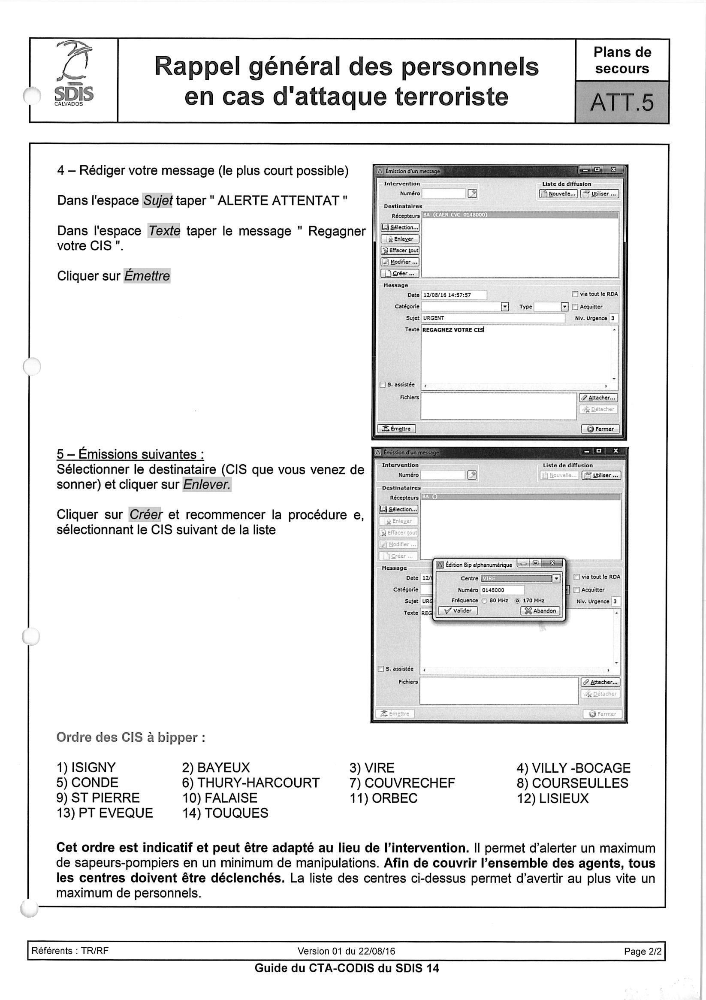 SDIS
CALVADOS
Rappel général des personnels
en cas d'attaque terroriste
Plans de
secours
ATT.5
4 – Rédiger votre message (le plus court possible)
Dans l'espace Sujet taper " ALERTE ATTENTAT "
Dans l'espace Texte taper le message " Regagner
votre CIS ".
Cliquer sur Émettre
Émission d'un message
Intervention
Liste de diffusion
Numéro
Nouvelle... Utiliser ...
Destinataires
Récepteurs BA (CAEN CVC 0148000)
Sélection...
Enlever
Effacer tout
Modifier ...
Créer ...
Message
Date 12/08/16 14:57:57 via tout le RDA
Catégorie Type Acquitter
Sujet URGENT Niv. Urgence 3
Texte REGAGNEZ VOTRE CIS
S. assistée
Fichiers Attacher...
Détacher
Émettre Fermer
5 – Émissions suivantes :
Sélectionner le destinataire (CIS que vous venez de
sonner) et cliquer sur Enlever.
Cliquer sur Créer et recommencer la procédure e,
sélectionnant le CIS suivant de la liste
Émission d'un message
Intervention
Liste de diffusion
Numéro
Nouvelle... Utiliser ...
Destinataires
Récepteurs BA ()
Sélection...
Enlever
Effacer tout
Modifier ...
Créer ...
Message
Édition Bip alphanumérique
Date 12/0 Centre VIRE via tout le RDA
Catégorie Numéro 0148000 Acquitter
Sujet URG Fréquence 80 MHz 170 MHz Niv. Urgence 3
Texte REG Valider Abandon
S. assistée
Fichiers Attacher...
Détacher
Émettre Fermer
Ordre des CIS à bipper :
1) ISIGNY 2) BAYEUX 3) VIRE 4) VILLY -BOCAGE
5) CONDE 6) THURY-HARCOURT 7) COUVRECHEF 8) COURSEULLES
9) ST PIERRE 10) FALAISE 11) ORBEC 12) LISIEUX
13) PT EVEQUE 14) TOUQUES
Cet ordre est indicatif et peut être adapté au lieu de l'intervention. Il permet d'alerter un maximum
de sapeurs-pompiers en un minimum de manipulations. Afin de couvrir l'ensemble des agents, tous
les centres doivent être déclenchés. La liste des centres ci-dessus permet d'avertir au plus vite un
maximum de personnels.
Référents : TR/RF Version 01 du 22/08/16 Page 2/2
Guide du CTA-CODIS du SDIS 14